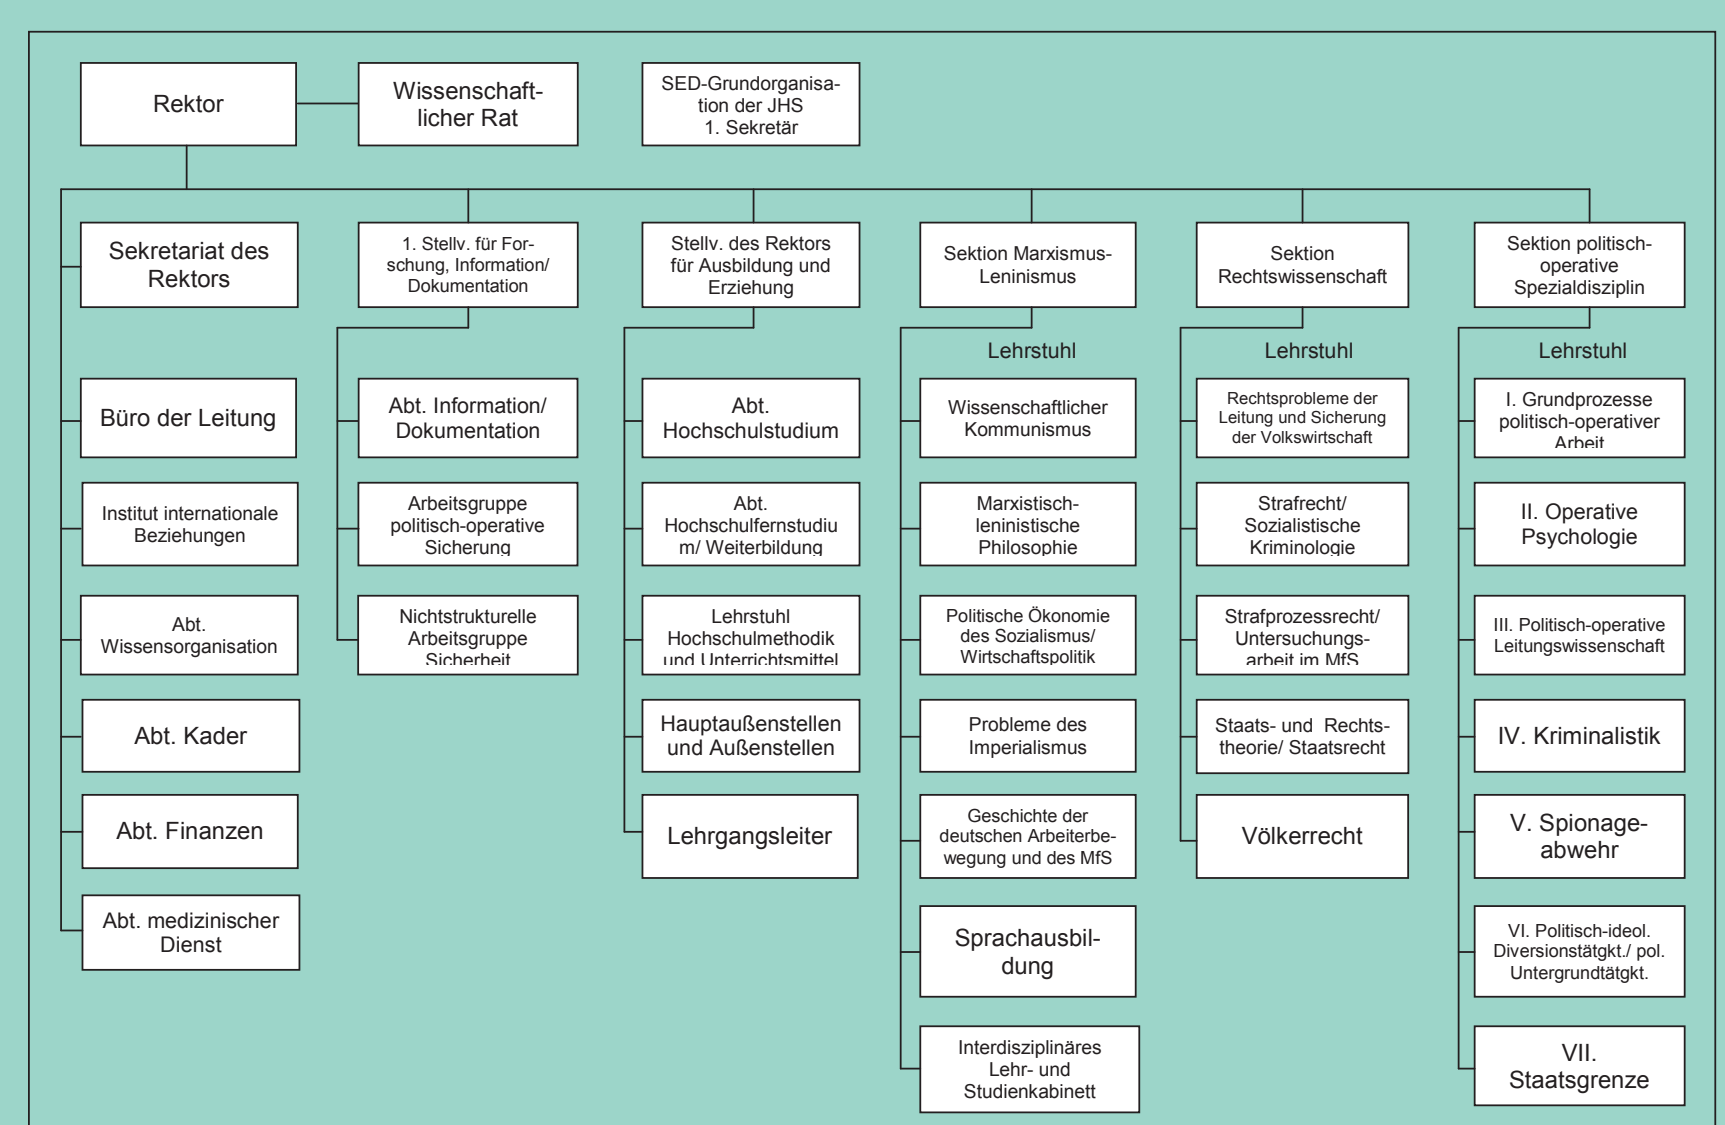 Rektor
Wissenschaft-
licher Rat
SED-Grundorganisa-
tion der JHS
1. Sekretär
Sekretariat des
Rektors
1. Stellv. für For-
schung, Information/
Dokumentation
Stellv. des Rektors
für Ausbildung und
Erziehung
Sektion Marxismus-
Leninismus
Sektion
Rechtswissenschaft
Sektion politisch-
operative
Spezialdisziplin
Lehrstuhl
Lehrstuhl
Lehrstuhl
Büro der Leitung
Abt. Information/
Dokumentation
Abt.
Hochschulstudium
Wissenschaftlicher
Kommunismus
Rechtsprobleme der
Leitung und Sicherung
der Volkswirtschaft
I. Grundprozesse
politisch-operativer
Arbeit
Institut internationale
Beziehungen
Arbeitsgruppe
politisch-operative
Sicherung
Abt.
Hochschulfernstudiu
m/ Weiterbildung
Marxistisch-
leninistische
Philosophie
Strafrecht/
Sozialistische
Kriminologie
II. Operative
Psychologie
Abt.
Wissensorganisation
Nichtstrukturelle
Arbeitsgruppe
Sicherheit
Lehrstuhl
Hochschulmethodik
und Unterrichtsmittel
Politische Ökonomie
des Sozialismus/
Wirtschaftspolitik
Strafprozessrecht/
Untersuchungs-
arbeit im MfS
III. Politisch-operative
Leitungswissenschaft
Abt. Kader
Hauptaußenstellen
und Außenstellen
Probleme des
Imperialismus
Staats- und Rechts-
theorie/ Staatsrecht
IV. Kriminalistik
Abt. Finanzen
Lehrgangsleiter
Geschichte der
deutschen Arbeiterbe-
wegung und des MfS
Völkerrecht
V. Spionage-
abwehr
Abt. medizinischer
Dienst
Sprachausbil-
dung
VI. Politisch-ideol.
Diversionstätgkt./ pol.
Untergrundtätgkt.
Interdisziplinäres
Lehr- und
Studienkabinett
VII.
Staatsgrenze